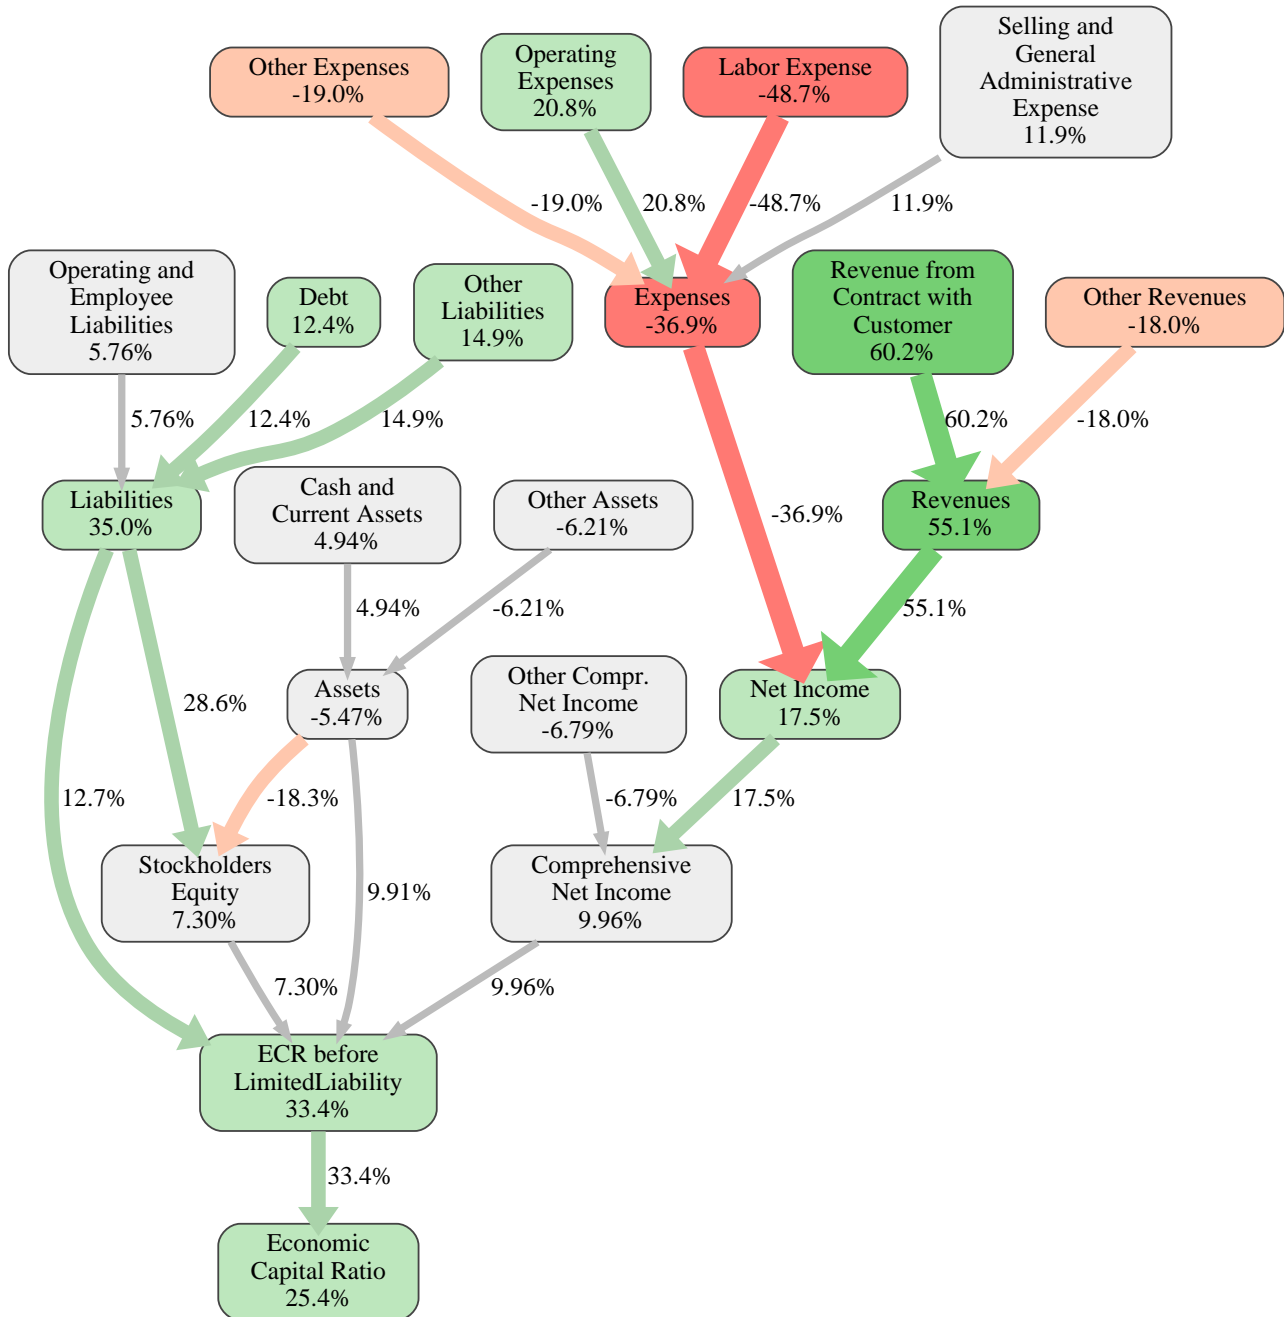 Selling and
General
Administrative
Expense
11.9%
Operating
Expenses
20.8%
Other Expenses
-19.0%
Labor Expense
-48.7%
-19.0%
20.8%
-48.7%
11.9%
Operating and
Employee
Liabilities
5.76%
Debt
12.4%
Other
Liabilities
14.9%
Expenses
-36.9%
Revenue from
Contract with
Customer
60.2%
Other Revenues
-18.0%
5.76%
12.4%
14.9%
60.2%
-18.0%
Liabilities
35.0%
Cash and
Current Assets
4.94%
Other Assets
-6.21%
-36.9%
Revenues
55.1%
4.94%
-6.21%
55.1%
28.6%
Assets
-5.47%
Other Compr.
Net Income
-6.79%
Net Income
17.5%
12.7%
-18.3%
-6.79%
17.5%
Stockholders
Equity
7.30%
9.91%
Comprehensive
Net Income
9.96%
7.30%
9.96%
ECR before
LimitedLiability
33.4%
33.4%
Economic
Capital Ratio
25.4%